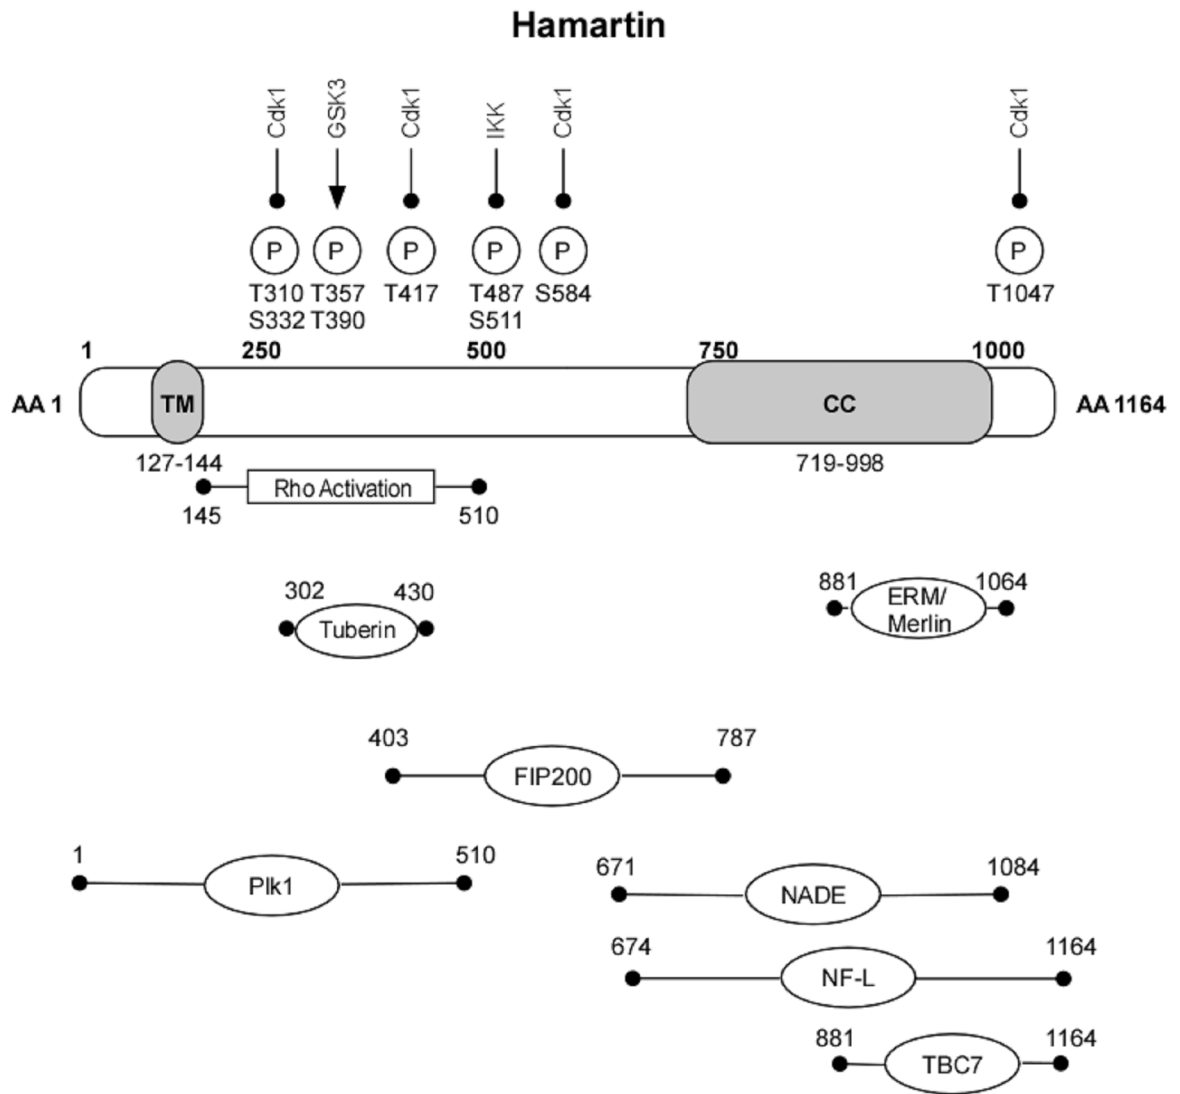 Hamartin
Cdk1 GSK3 Cdk1 IKK Cdk1 Cdk1
P P P P P P
T310 T357 T417 T487 S584 T1047
S332 T390 S511
1 250 500 750 1000
AA 1 TM CC AA 1164
127-144 719-998
Rho Activation
145 510
302 430 881 1064
Tuberin ERM/
Merlin
403 787
FIP200
1 510 671 1084
Plk1 NADE
674 1164
NF-L
881 1164
TBC7